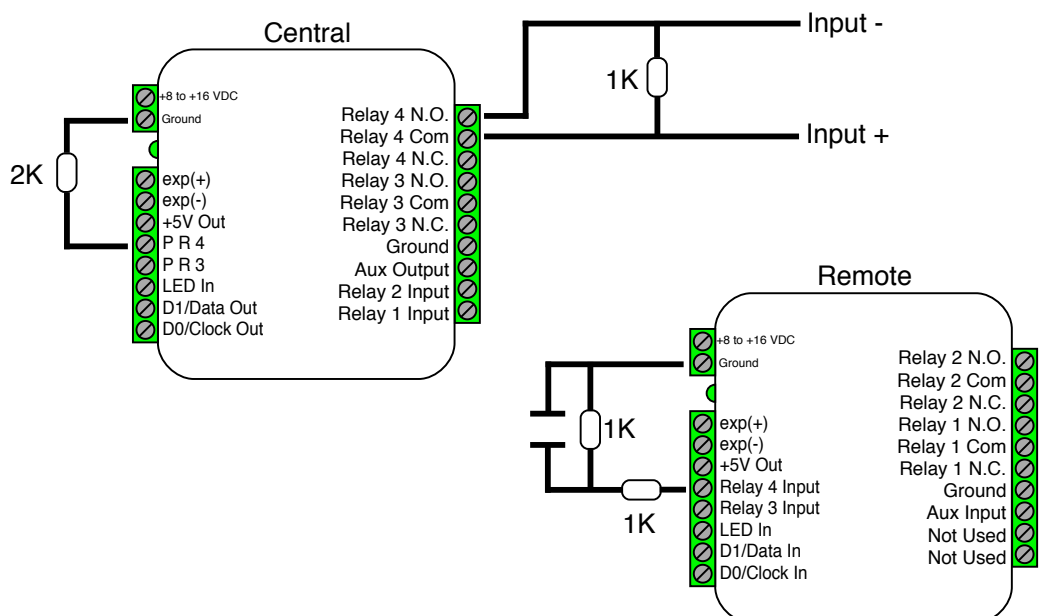 Central
+8 to +16 VDC
Ground
exp(+)
exp(-)
+5V Out
P R 4
P R 3
LED In
D1/Data Out
D0/Clock Out
2K
Relay 4 N.O.
Relay 4 Com
Relay 4 N.C.
Relay 3 N.O.
Relay 3 Com
Relay 3 N.C.
Ground
Aux Output
Relay 2 Input
Relay 1 Input
Input -
1K
Input +
Remote
+8 to +16 VDC
Ground
exp(+)
exp(-)
+5V Out
Relay 4 Input
Relay 3 Input
LED In
D1/Data In
D0/Clock In
1K
1K
Relay 2 N.O.
Relay 2 Com
Relay 2 N.C.
Relay 1 N.O.
Relay 1 Com
Relay 1 N.C.
Ground
Aux Input
Not Used
Not Used